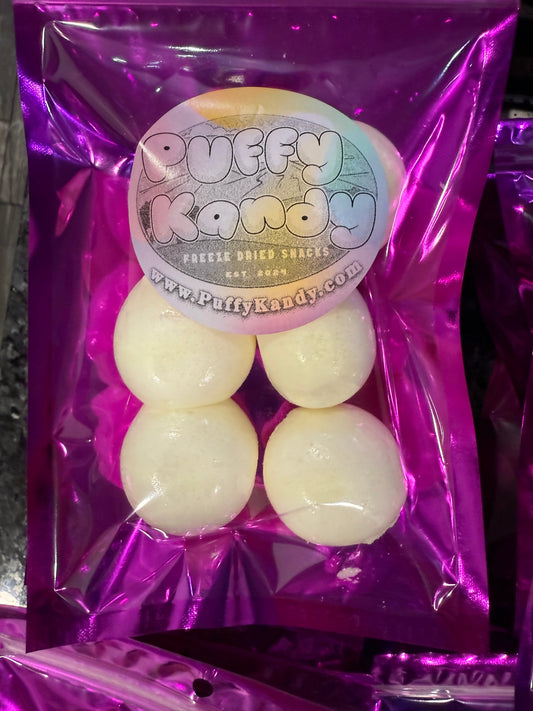 Puffy
Kandy
FREEZE DRIED SNACKS
EST. 2024
www.PuffyKandy.com